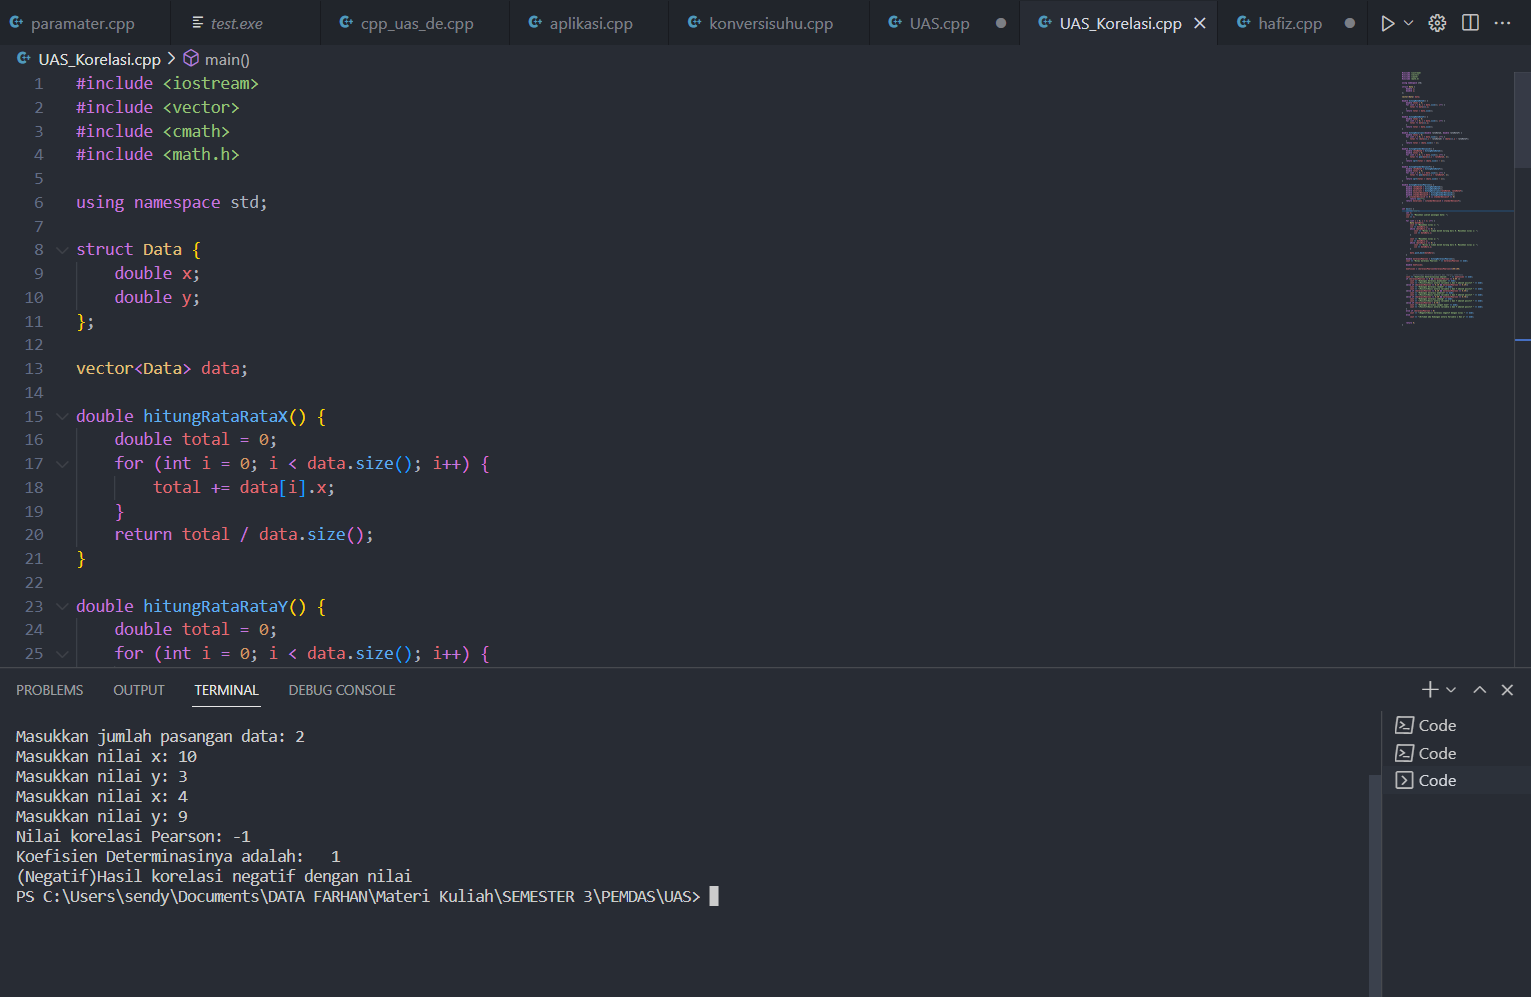 paramater.cpp
test.exe
cpp_uas_de.cpp
aplikasi.cpp
konversisuhu.cpp
UAS.cpp
UAS_Korelasi.cpp
hafiz.cpp
UAS_Korelasi.cpp > main()
1 #include <iostream>
2 #include <vector>
3 #include <cmath>
4 #include <math.h>
5
6 using namespace std;
7
8 struct Data {
9 double x;
10 double y;
11 };
12
13 vector<Data> data;
14
15 double hitungRataRataX() {
16 double total = 0;
17 for (int i = 0; i < data.size(); i++) {
18 total += data[i].x;
19 }
20 return total / data.size();
21 }
22
23 double hitungRataRataY() {
24 double total = 0;
25 for (int i = 0; i < data.size(); i++) {
PROBLEMS
OUTPUT
TERMINAL
DEBUG CONSOLE
Masukkan jumlah pasangan data: 2
Masukkan nilai x: 10
Masukkan nilai y: 3
Masukkan nilai x: 4
Masukkan nilai y: 9
Nilai korelasi Pearson: -1
Koefisien Determinasinya adalah:   1
(Negatif)Hasil korelasi negatif dengan nilai
PS C:\Users\sendy\Documents\DATA FARHAN\Materi Kuliah\SEMESTER 3\PEMDAS\UAS>
Code
Code
Code